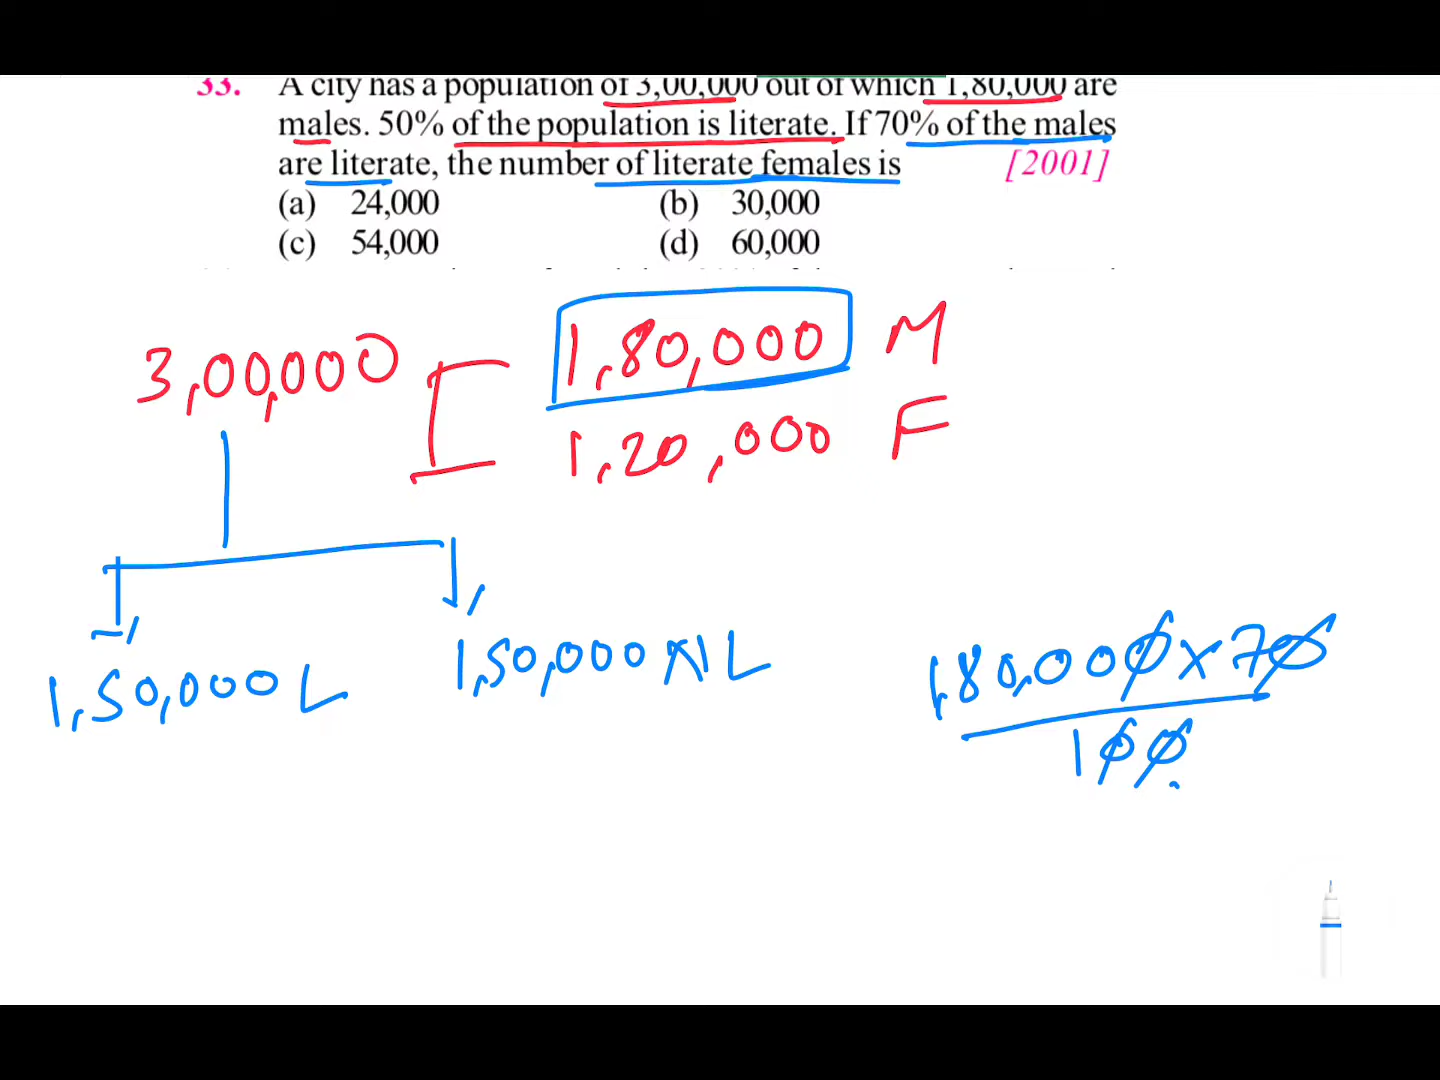 33. A city has a population of 3,00,000 out of which 1,80,000 are
males. 50% of the population is literate. If 70% of the males
are literate, the number of literate females is [2001]
(a) 24,000 (b) 30,000
(c) 54,000 (d) 60,000
3,00,000 1,80,000 M
1,20,000 F
1,50,000 L 1,50,000 NL
1,80,000 x 70
100